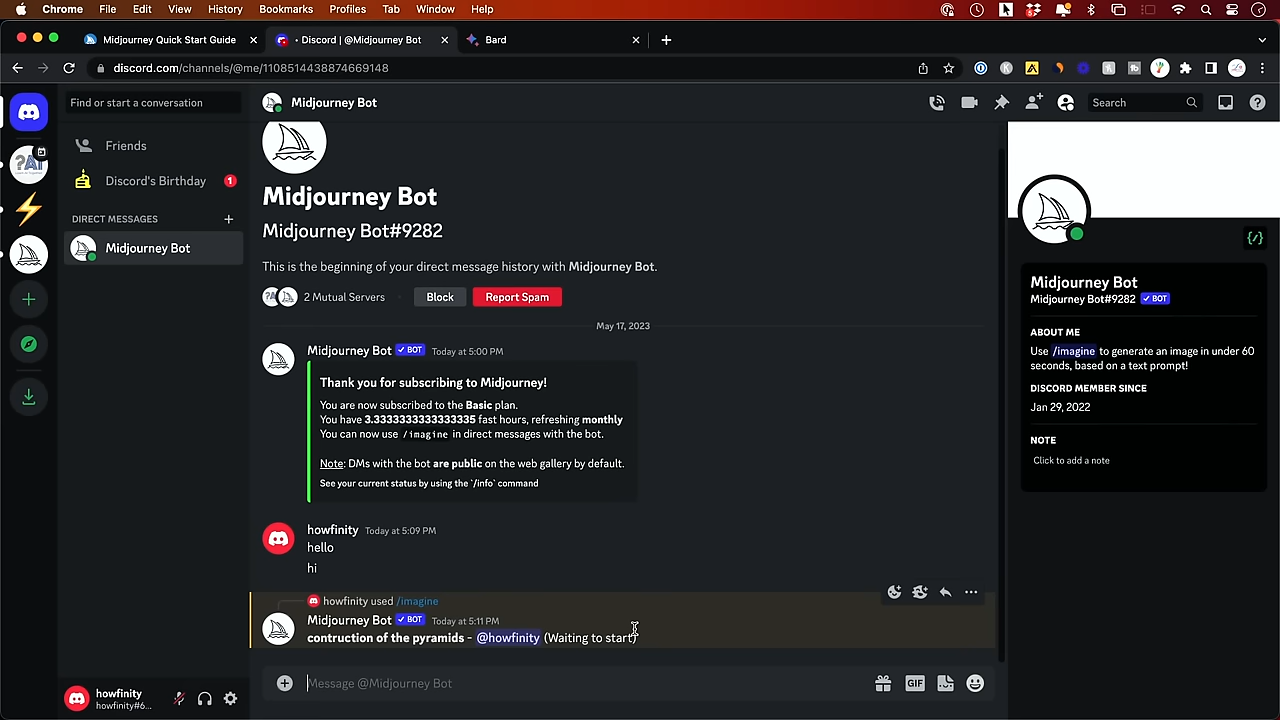 Chrome File Edit View History Bookmarks Profiles Tab Window Help
Midjourney Quick Start Guide
• Discord | @Midjourney Bot
Bard
discord.com/channels/@me/1108514438874669148
Find or start a conversation
Midjourney Bot
Search
Friends
Discord's Birthday 1
DIRECT MESSAGES
Midjourney Bot
Midjourney Bot
Midjourney Bot#9282
This is the beginning of your direct message history with Midjourney Bot.
2 Mutual Servers
Block
Report Spam
May 17, 2023
Midjourney Bot BOT Today at 5:00 PM
Thank you for subscribing to Midjourney!
You are now subscribed to the Basic plan.
You have 3.3333333333333335 fast hours, refreshing monthly
You can now use /imagine in direct messages with the bot.
Note: DMs with the bot are public on the web gallery by default.
See your current status by using the `/info` command
howfinity Today at 5:09 PM
hello
hi
howfinity used /imagine
Midjourney Bot BOT Today at 5:11 PM
contruction of the pyramids - @howfinity (Waiting to start)
Message @Midjourney Bot
GIF
howfinity
howfinity#6...
Midjourney Bot
Midjourney Bot#9282 BOT
ABOUT ME
Use /imagine to generate an image in under 60
seconds, based on a text prompt!
DISCORD MEMBER SINCE
Jan 29, 2022
NOTE
Click to add a note